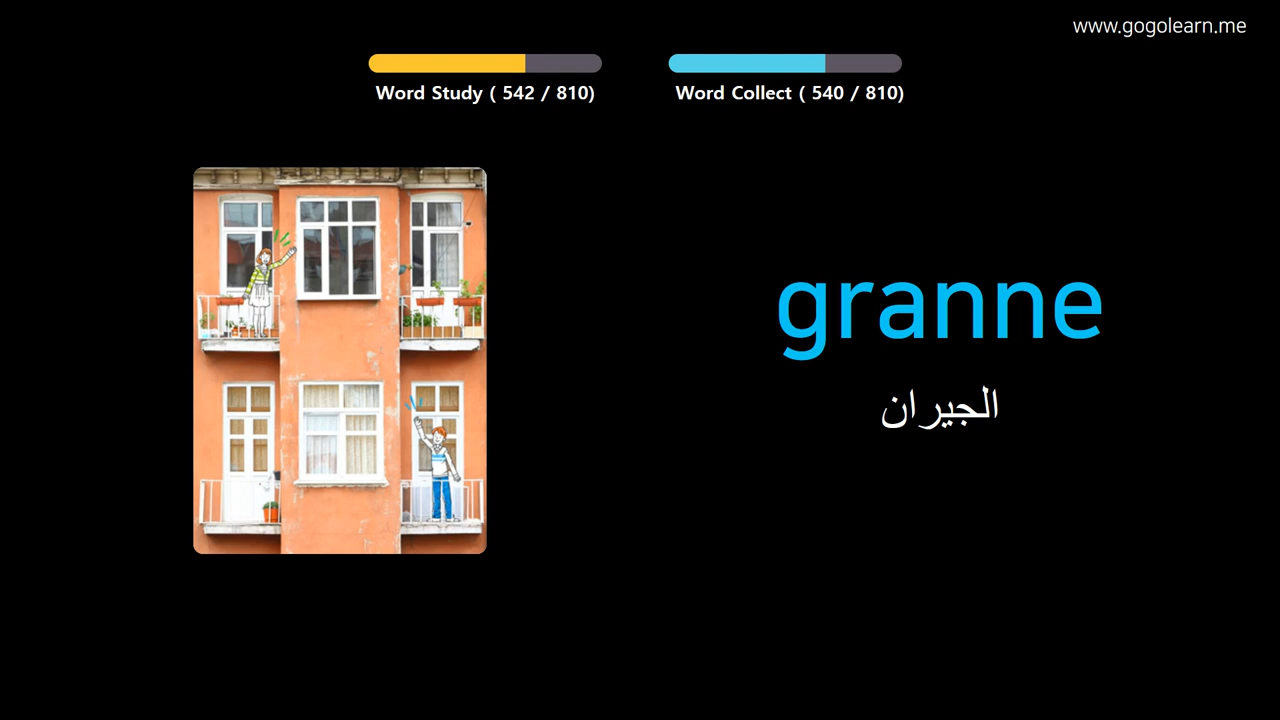 www.gogolearn.me
Word Study ( 542 / 810)
Word Collect ( 540 / 810)
granne
الجيران